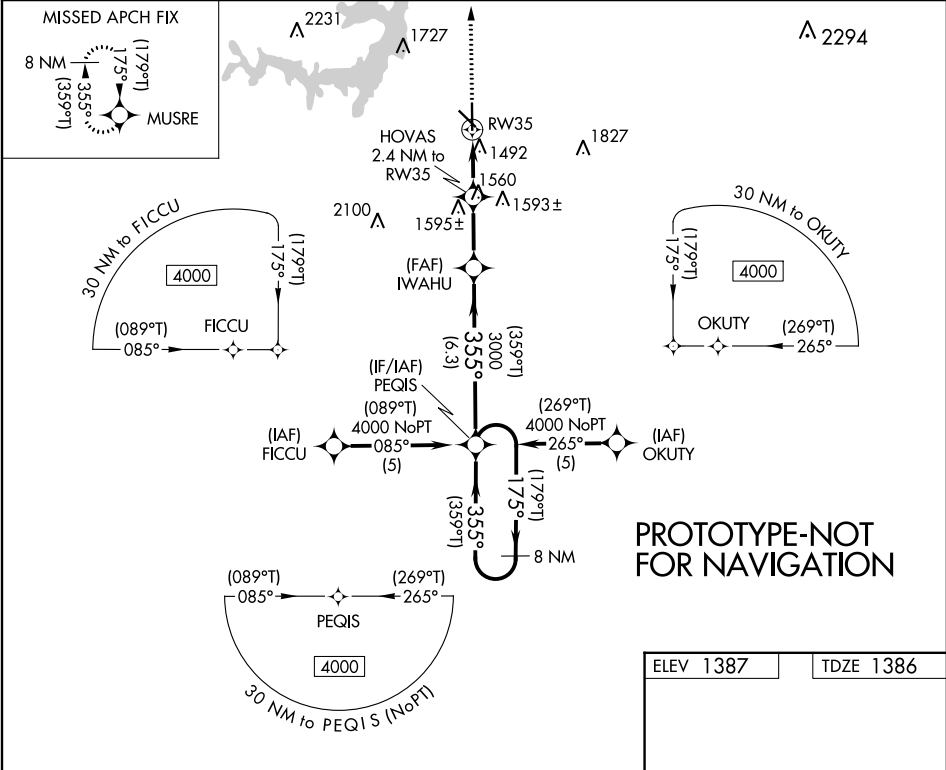 MISSED APCH FIX
8 NM
355°
(359°T)
175°
(179°T)
MUSRE
2231
1727
2294
RW35
1827
HOVAS
2.4 NM to
RW35
1492
1560
1593±
1595±
2100
30 NM to FICCU
4000
175°
(179°T)
(089°T)
085°
FICCU
30 NM to OKUTY
4000
175°
(179°T)
OKUTY
(269°T)
265°
(FAF)
IWAHU
355°
(6.3)
3000
(359°T)
(IF/IAF)
PEQIS
(IAF)
FICCU
(089°T)
4000 NoPT
085°
(5)
(269°T)
4000 NoPT
265°
(5)
(IAF)
OKUTY
355°
(359°T)
175°
(179°T)
8 NM
PROTOTYPE-NOT
FOR NAVIGATION
(089°T)
085°
(269°T)
265°
PEQIS
4000
30 NM to PEQIS (NoPT)
ELEV 1387
TDZE 1386